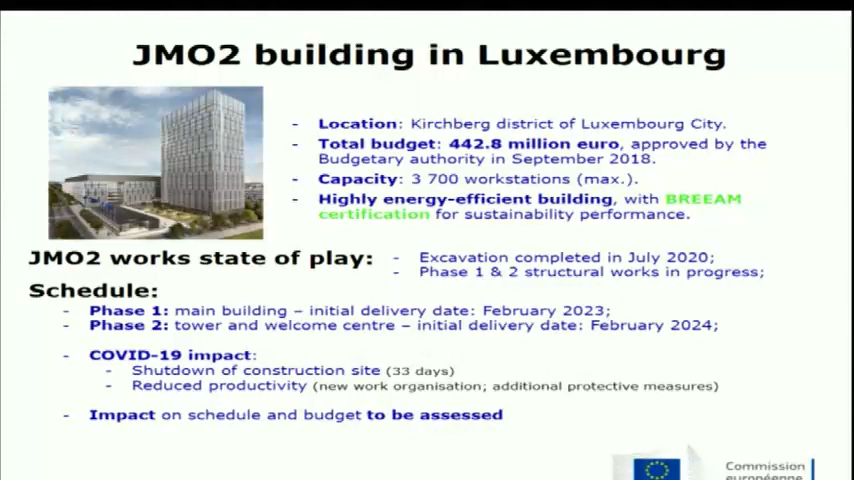 JMO2 building in Luxembourg
- Location: Kirchberg district of Luxembourg City.
- Total budget: 442.8 million euro, approved by the
Budgetary authority in September 2018.
- Capacity: 3 700 workstations (max.).
- Highly energy-efficient building, with BREEAM
certification for sustainability performance.
JMO2 works state of play:
- Excavation completed in July 2020;
- Phase 1 & 2 structural works in progress;
Schedule:
- Phase 1: main building – initial delivery date: February 2023;
- Phase 2: tower and welcome centre – initial delivery date: February 2024;
- COVID-19 impact:
- Shutdown of construction site (33 days)
- Reduced productivity (new work organisation; additional protective measures)
- Impact on schedule and budget to be assessed
Commission
européenne